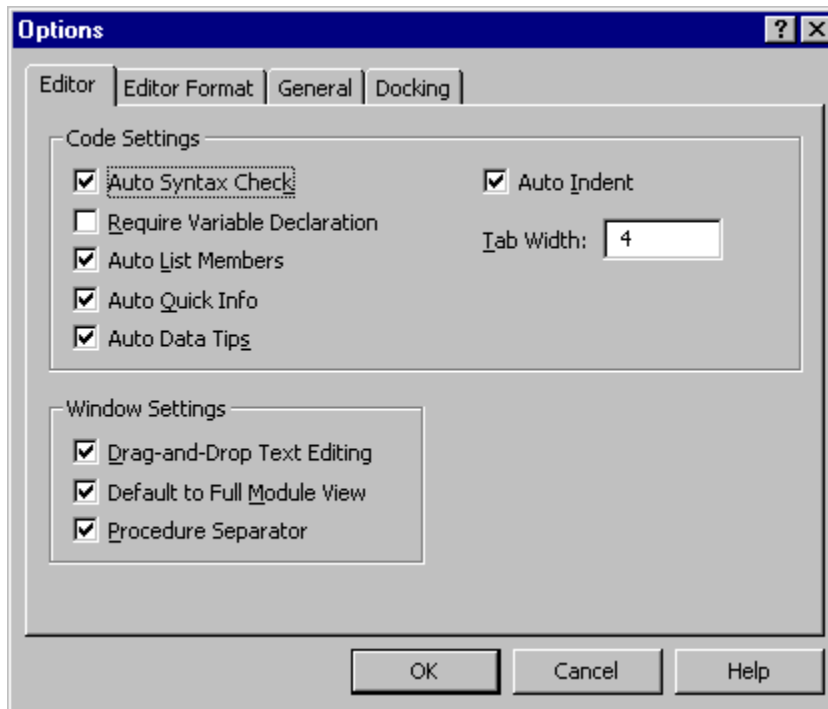 Options
Editor Editor Format General Docking
Code Settings
Auto Syntax Check
Require Variable Declaration
Auto List Members
Auto Quick Info
Auto Data Tips
Auto Indent
Tab Width: 4
Window Settings
Drag-and-Drop Text Editing
Default to Full Module View
Procedure Separator
OK Cancel Help